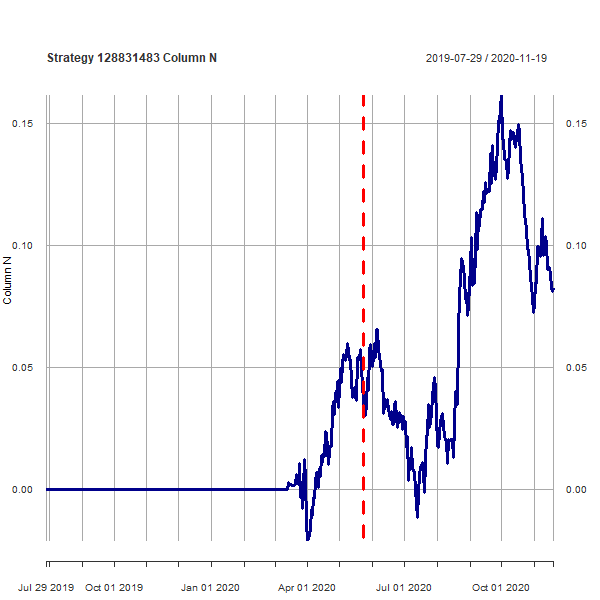 Strategy 128831483 Column N
2019-07-29 / 2020-11-19
0.15
0.15
0.10
0.10
Column N
0.05
0.05
0.00
0.00
Jul 29 2019
Oct 01 2019
Jan 01 2020
Apr 01 2020
Jul 01 2020
Oct 01 2020